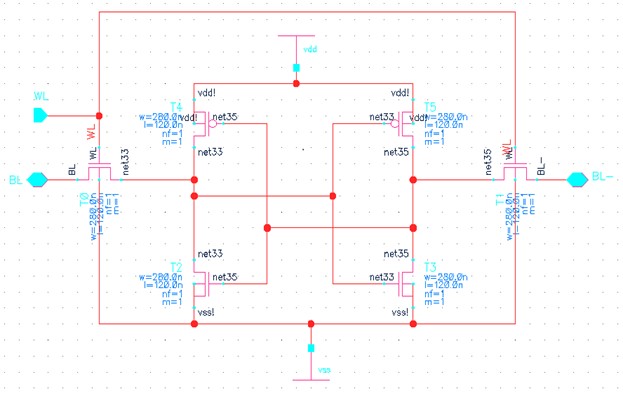 vdd
vdd!
vdd!
T4
T5
w=280.0n
vdd!
net35
net33
vdd!
w=280.0n
l=120.0n
l=120.0n
nf=1
nf=1
m=1
m=1
WL
WL
WL
WL
net33
net35
BL
BL
net33
net35
BL-
BL-
T0
w=280.0n
l=120.0n
nf=1
m=1
T1
w=280.0n
l=120.0n
nf=1
m=1
net33
net35
T2
T3
w=280.0n
net35
net33
w=280.0n
l=120.0n
l=120.0n
nf=1
nf=1
m=1
m=1
vss!
vss!
vss